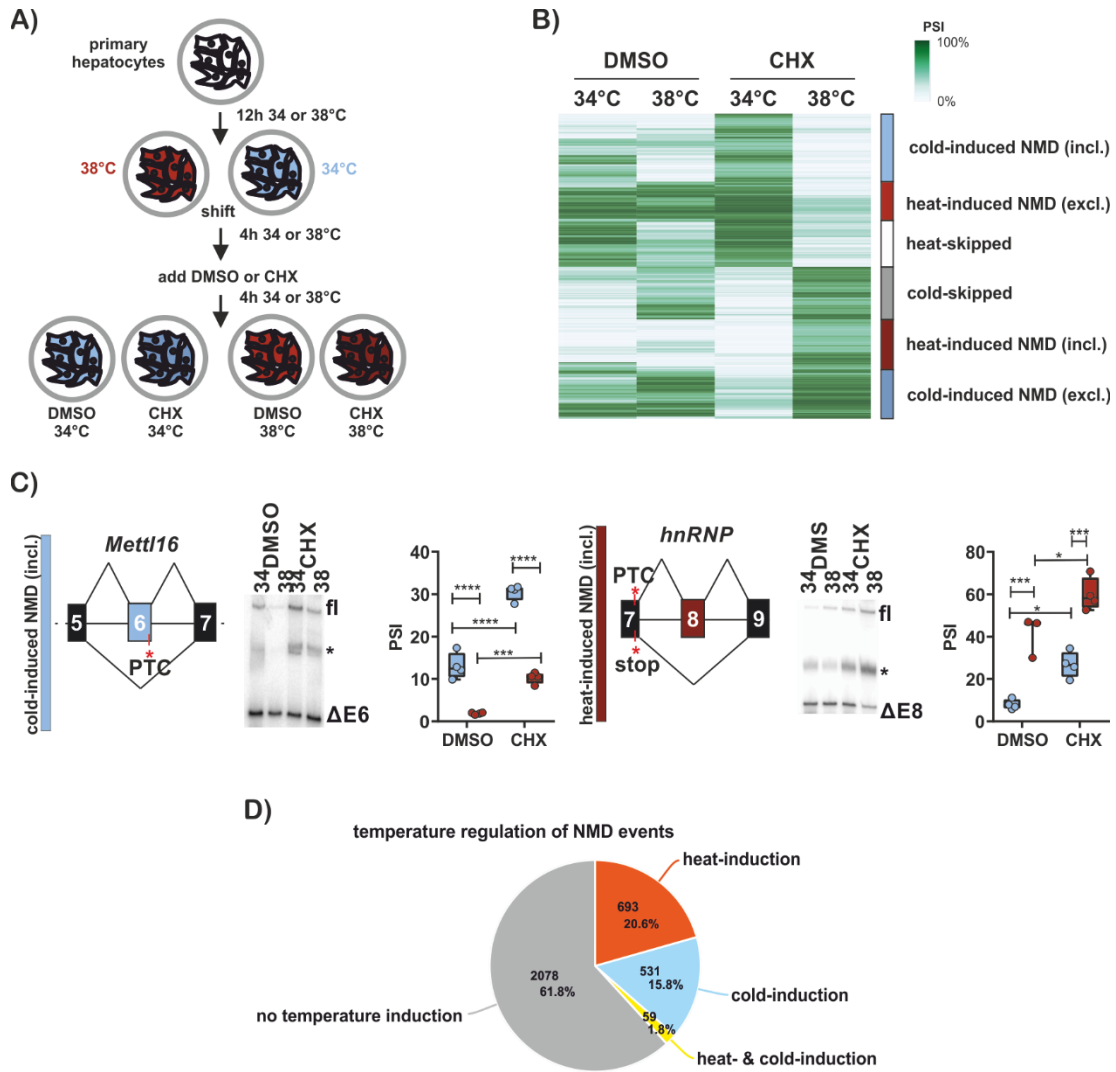 A)
primary
hepatocytes
12h 34 or 38°C
38°C
34°C
shift
4h 34 or 38°C
add DMSO or CHX
4h 34 or 38°C
DMSO
34°C
CHX
34°C
DMSO
38°C
CHX
38°C
B)
PSI
100%
0%
DMSO
CHX
34°C 38°C 34°C 38°C
cold-induced NMD (incl.)
heat-induced NMD (excl.)
heat-skipped
cold-skipped
heat-induced NMD (incl.)
cold-induced NMD (excl.)
C)
cold-induced NMD (incl.)
Mettl16
5 6 7
*
PTC
DMSO
CHX
34 38 34 38
fl
*
ΔE6
PSI
40
30
20
10
0
****
****
****
***
DMSO CHX
heat-induced NMD (incl.)
hnRNP
PTC
*
7 8 9
*
stop
DMS
CHX
34 38 34 38
fl
*
ΔE8
PSI
80
60
40
20
0
***
*
***
*
DMSO CHX
D)
temperature regulation of NMD events
heat-induction
693
20.6%
cold-induction
531
15.8%
59
1.8%
heat- & cold-induction
2078
61.8%
no temperature induction